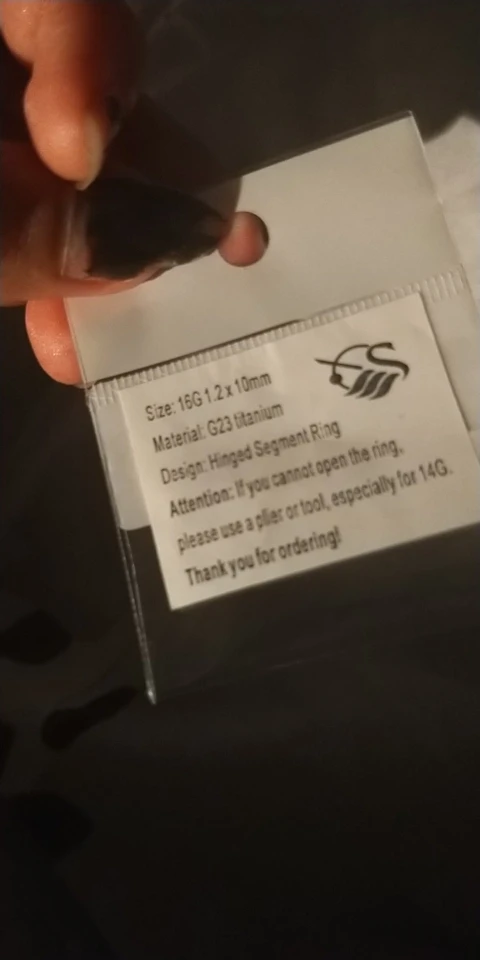 Size: 16G 1.2 x 10mm
Material: G23 titanium
Design: Hinged Segment Ring
Attention: If you cannot open the ring,
please use a plier or tool, especially for 14G.
Thank you for ordering!